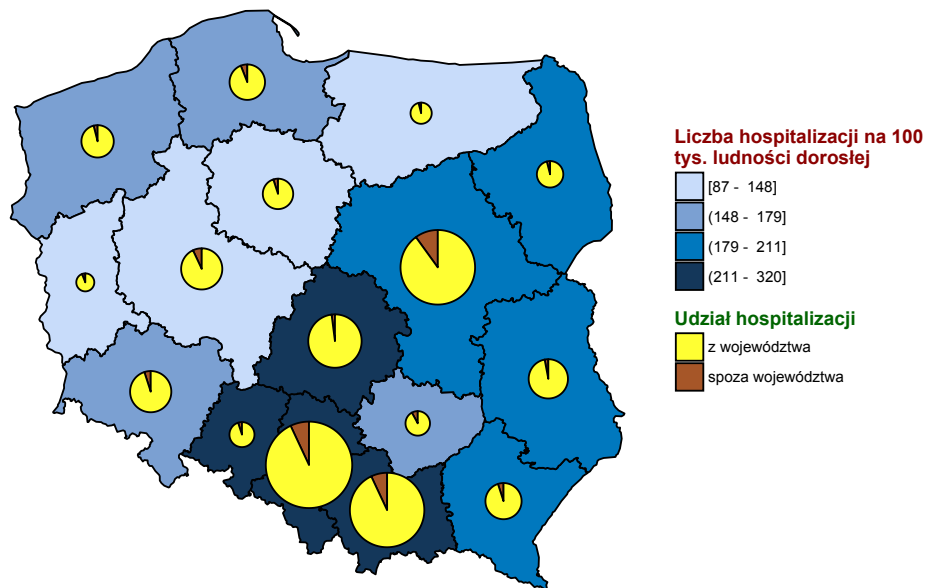 Liczba hospitalizacji na 100
tys. ludności dorosłej
[87 - 148]
(148 - 179]
(179 - 211]
(211 - 320]
Udział hospitalizacji
z województwa
spoza województwa